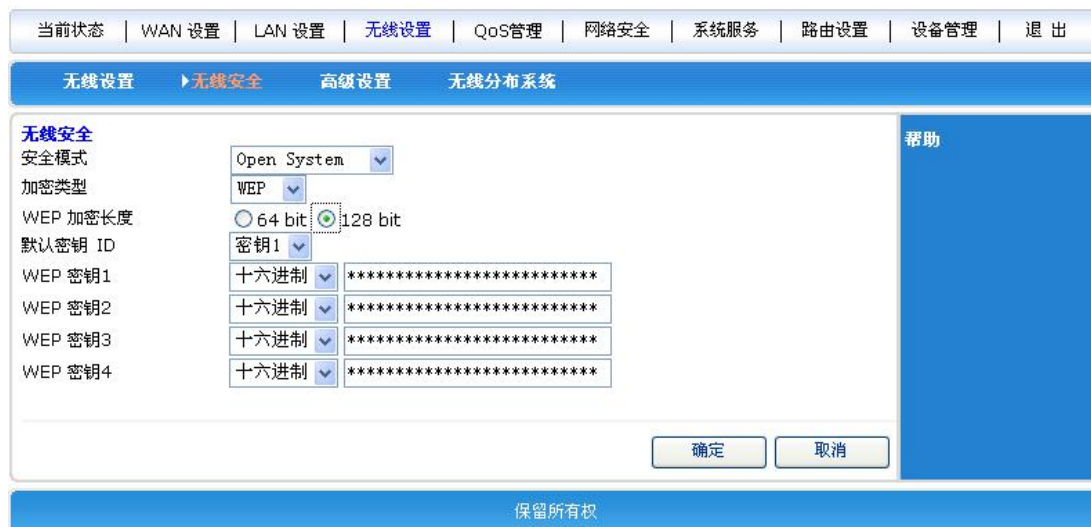 当前状态 | WAN 设置 | LAN 设置 | 无线设置 | QoS管理 | 网络安全 | 系统服务 | 路由设置 | 设备管理 | 退 出
无线设置 无线安全 高级设置 无线分布系统
无线安全
帮助
安全模式 Open System
加密类型 WEP
WEP 加密长度 64 bit 128 bit
默认密钥 ID 密钥1
WEP 密钥1 十六进制 **************************
WEP 密钥2 十六进制 **************************
WEP 密钥3 十六进制 **************************
WEP 密钥4 十六进制 **************************
确定 取消
保留所有权